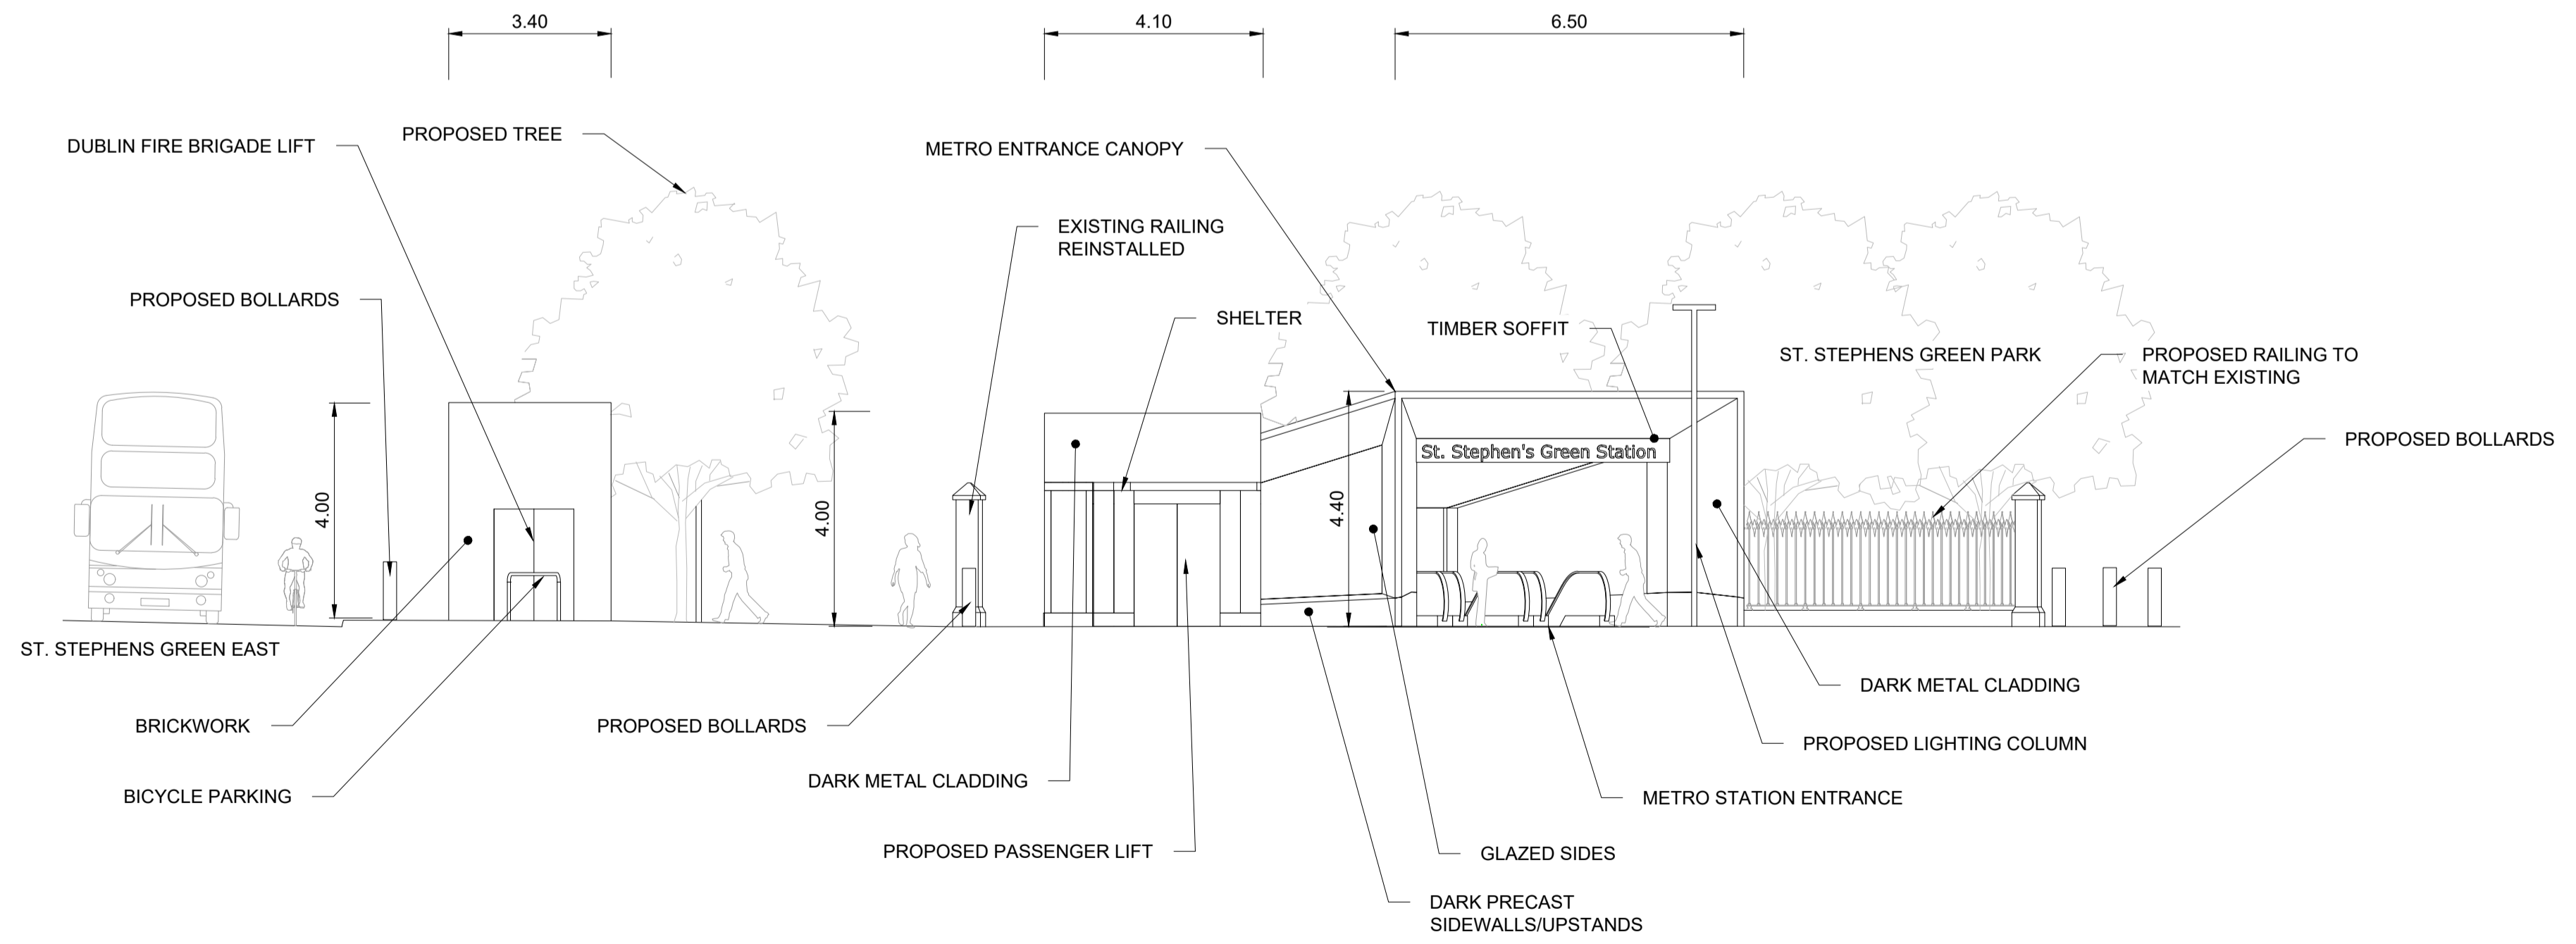 3.40
4.10
6.50
PROPOSED TREE
DUBLIN FIRE BRIGADE LIFT
METRO ENTRANCE CANOPY
EXISTING RAILING
REINSTALLED
PROPOSED BOLLARDS
SHELTER
TIMBER SOFFIT
ST. STEPHENS GREEN PARK
PROPOSED RAILING TO
MATCH EXISTING
PROPOSED BOLLARDS
St. Stephen's Green Station
4.00
4.00
4.40
ST. STEPHENS GREEN EAST
DARK METAL CLADDING
BRICKWORK
PROPOSED BOLLARDS
PROPOSED LIGHTING COLUMN
DARK METAL CLADDING
BICYCLE PARKING
METRO STATION ENTRANCE
PROPOSED PASSENGER LIFT
GLAZED SIDES
DARK PRECAST
SIDEWALLS/UPSTANDS